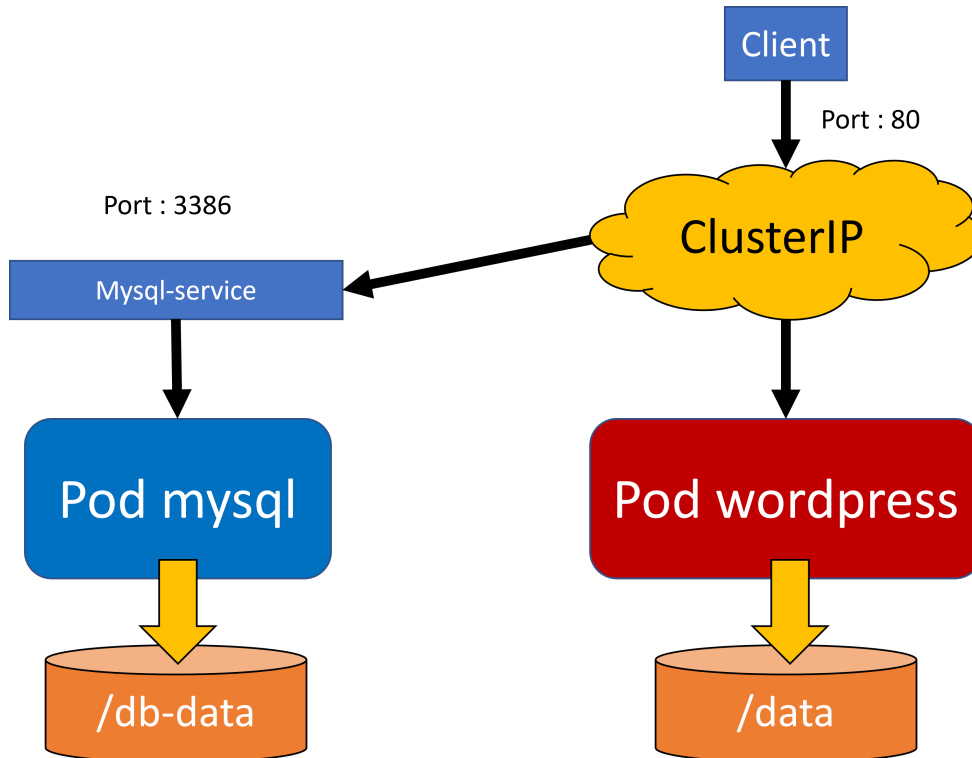 Client
Port : 80
Port : 3386
ClusterIP
Mysql-service
Pod mysql
Pod wordpress
/db-data
/data